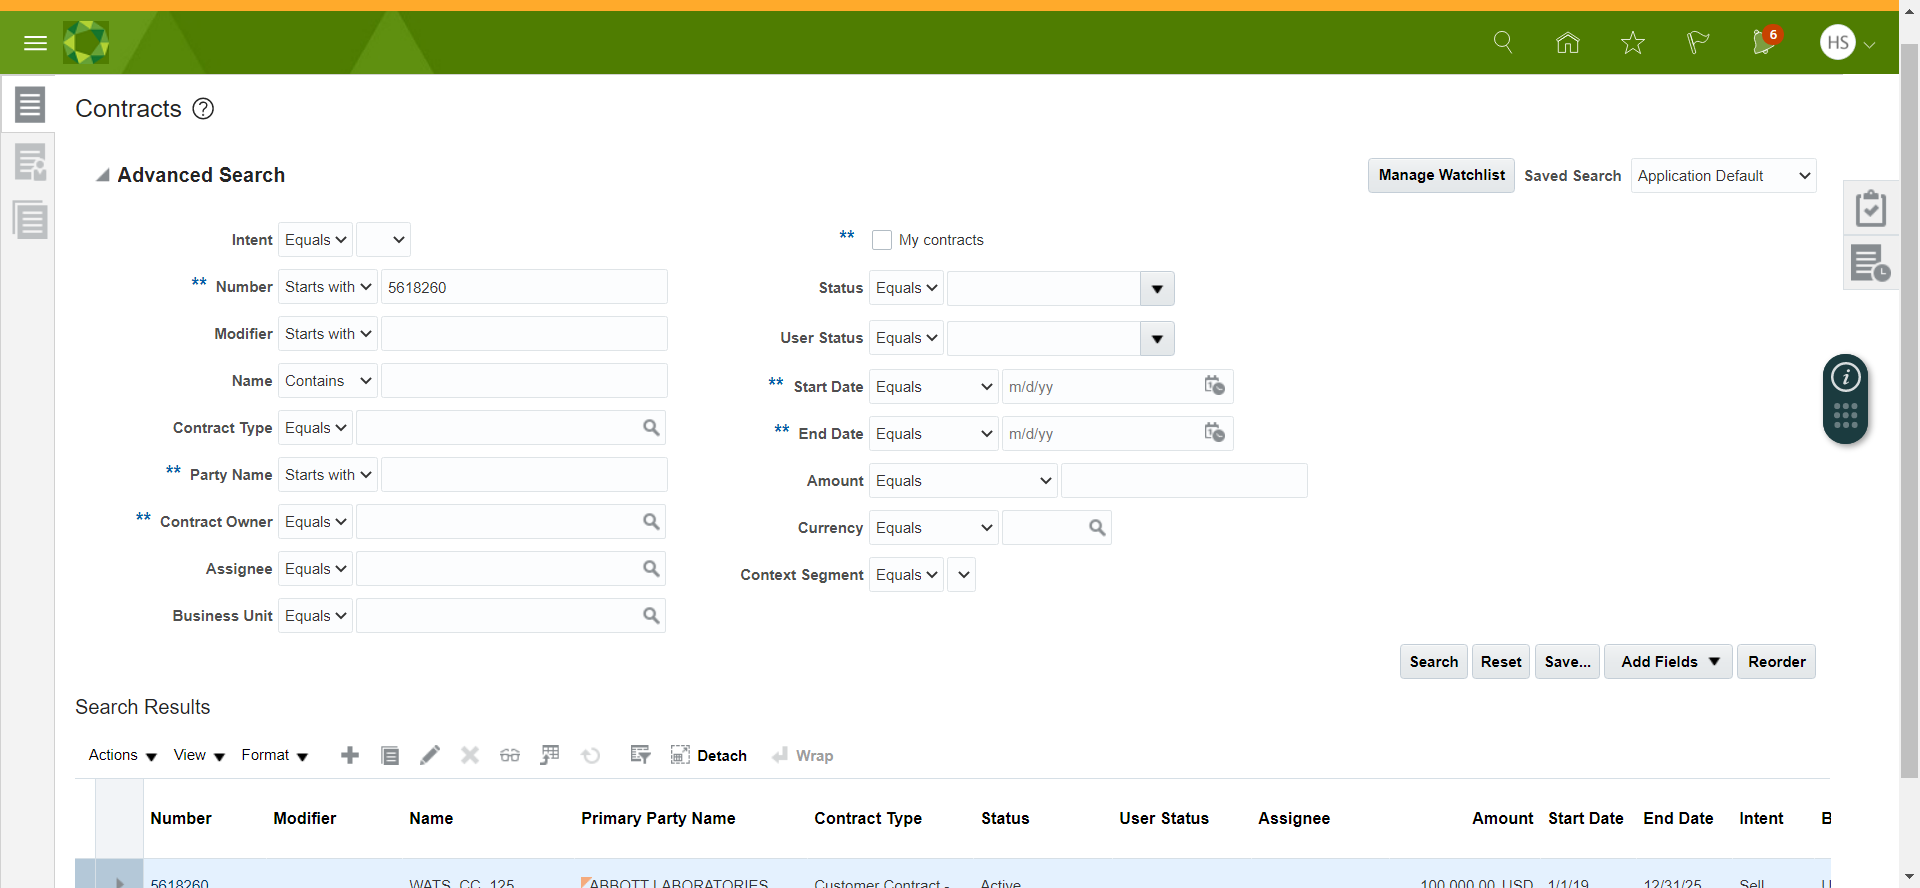 6
HS
Contracts ?
Advanced Search
Manage Watchlist Saved Search Application Default
Intent Equals
** My contracts
** Number Starts with 5618260
Status Equals
Modifier Starts with
User Status Equals
Name Contains
** Start Date Equals m/d/yy
Contract Type Equals
** End Date Equals m/d/yy
** Party Name Starts with
Amount Equals
** Contract Owner Equals
Currency Equals
Assignee Equals
Context Segment Equals
Business Unit Equals
Search Reset Save... Add Fields Reorder
Search Results
Actions View Format Detach Wrap
Number Modifier Name Primary Party Name Contract Type Status User Status Assignee Amount Start Date End Date Intent B
5618260 WATS_CC_125 ABBOTT LABORATORIES Customer Contract - Active 100,000.00 USD 1/1/19 12/31/25 Sell